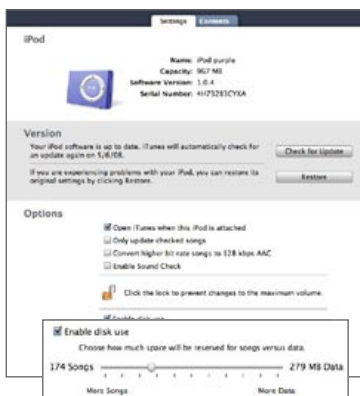 Settings Contents
iPod
Name: iPod purple
Capacity: 967 MB
Software Version: 1.0.4
Serial Number:
Version
Your iPod software is up to date. iTunes will automatically check for
an update again on 5/6/08.
Check for Update
If you are experiencing problems with your iPod, you can restore its
original settings by clicking Restore.
Restore
Options
Open iTunes when this iPod is attached
Only update checked songs
Convert higher bit rate songs to 128 kbps AAC
Enable Sound Check
Click the lock to prevent changes to the maximum volume.
Enable disk use
Enable disk use
Choose how much space will be reserved for songs versus data.
174 Songs 279 MB Data
More Songs More Data